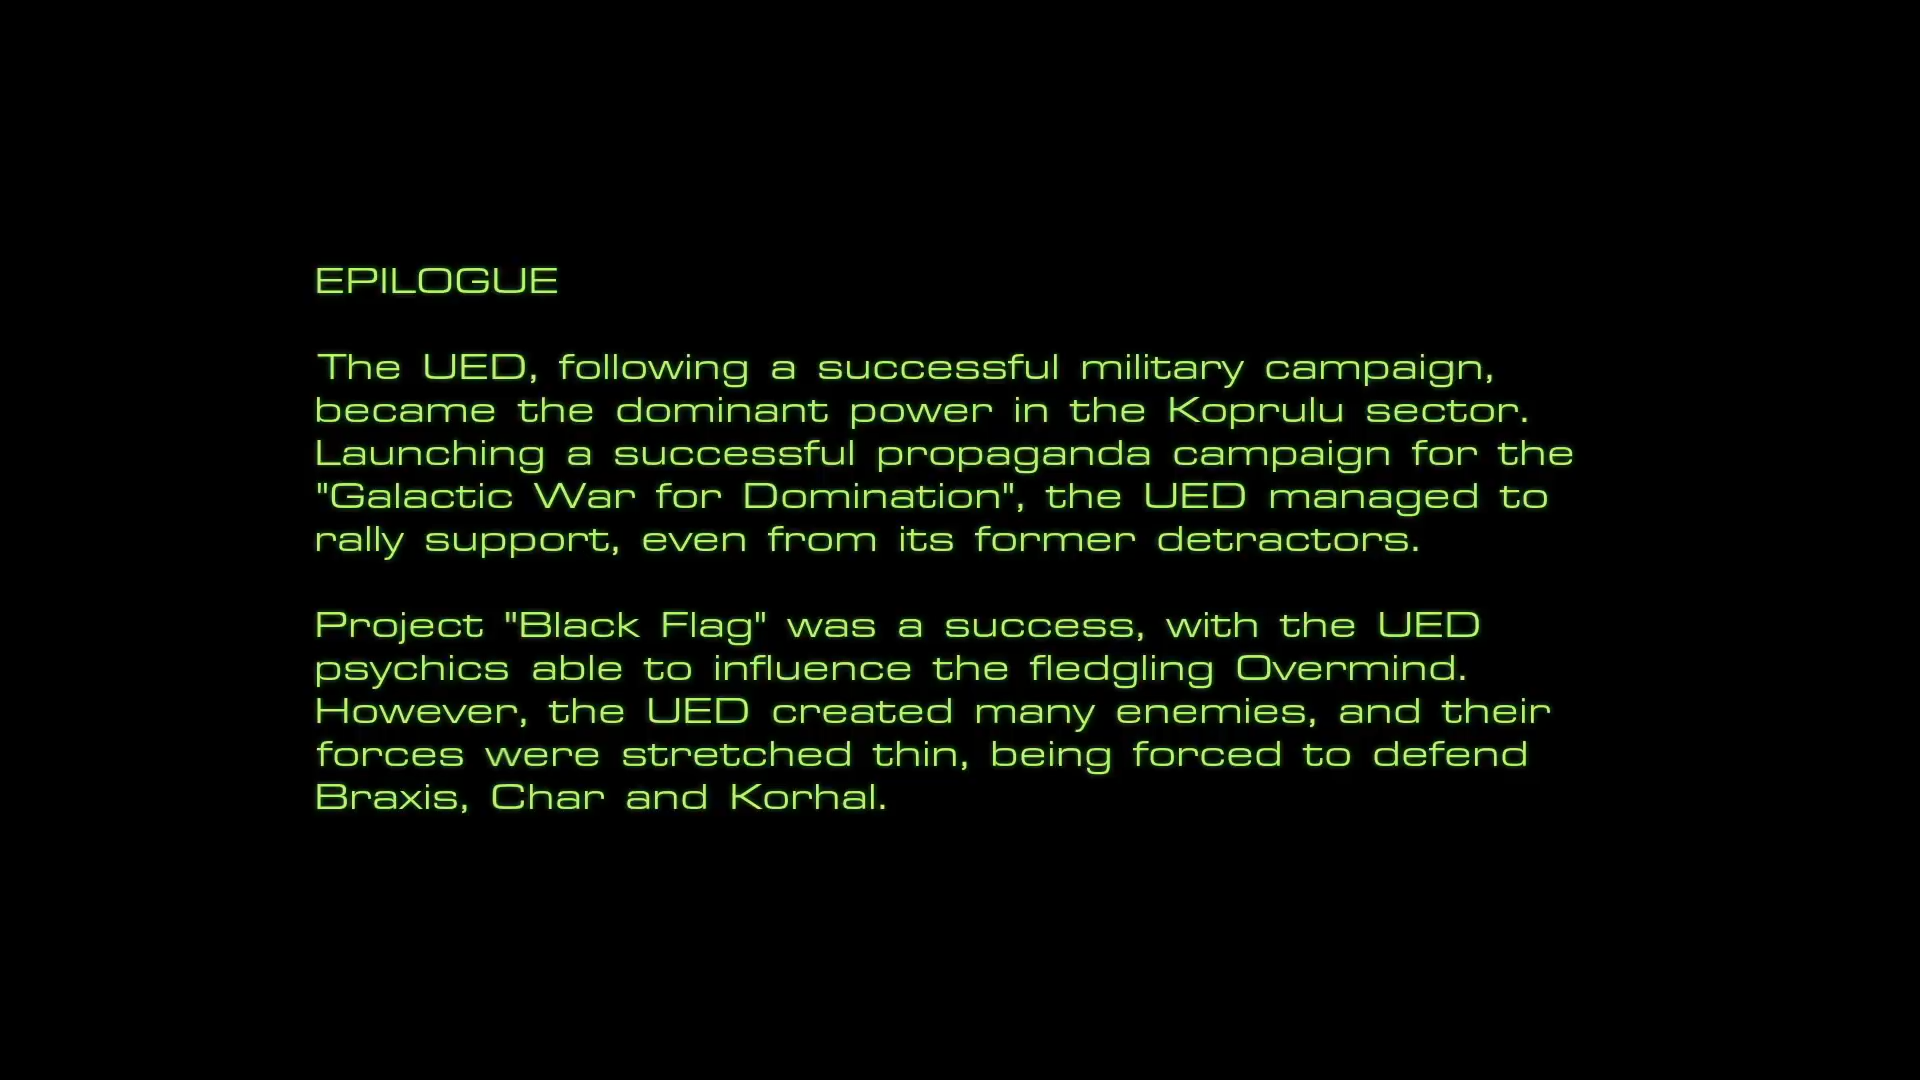 EPILOGUE
The UED, following a successful military campaign,
became the dominant power in the Koprulu sector.
Launching a successful propaganda campaign for the
"Galactic War for Domination", the UED managed to
rally support, even from its former detractors.
Project "Black Flag" was a success, with the UED
psychics able to influence the fledgling Overmind.
However, the UED created many enemies, and their
forces were stretched thin, being forced to defend
Braxis, Char and Korhal.